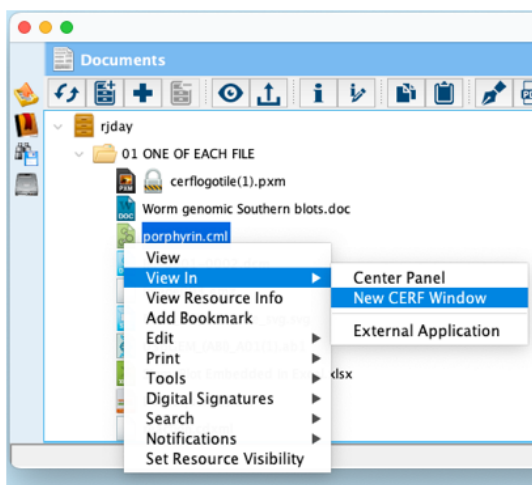 Documents
rjday
01 ONE OF EACH FILE
PXM cerflogotile(1).pxm
DOC Worm genomic Southern blots.doc
porphyrin.cml
View
View In
View Resource Info
Add Bookmark
Edit
Print
Tools
Digital Signatures
Search
Notifications
Set Resource Visibility
Center Panel
New CERF Window
External Application